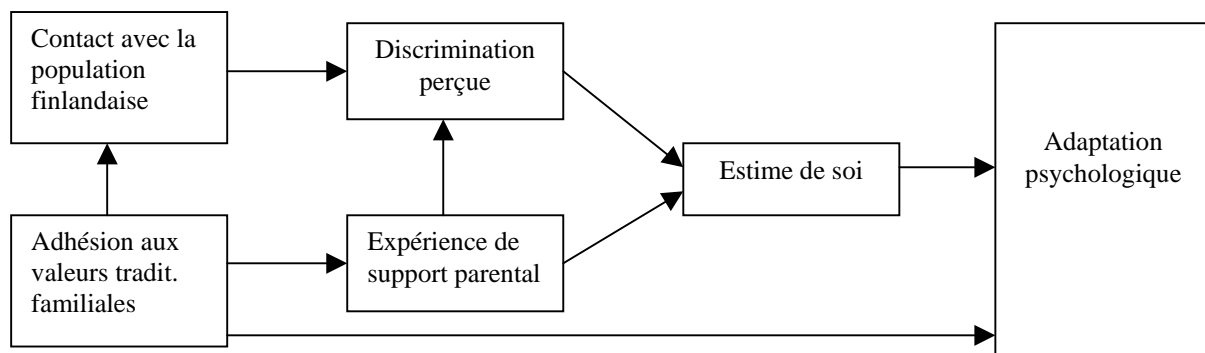 Contact avec la
population
finlandaise
Discrimination
perçue
Estime de soi
Adaptation
psychologique
Adhésion aux
valeurs tradit.
familiales
Expérience de
support parental